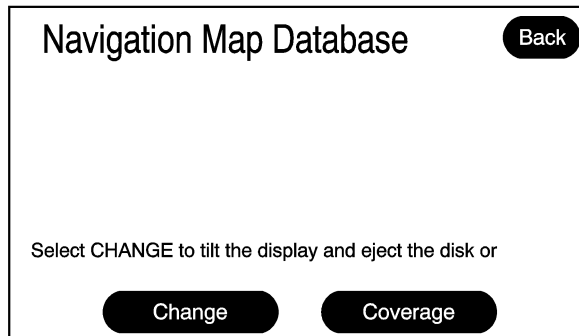 Navigation Map Database
Back
Select CHANGE to tilt the display and eject the disk or
Change
Coverage